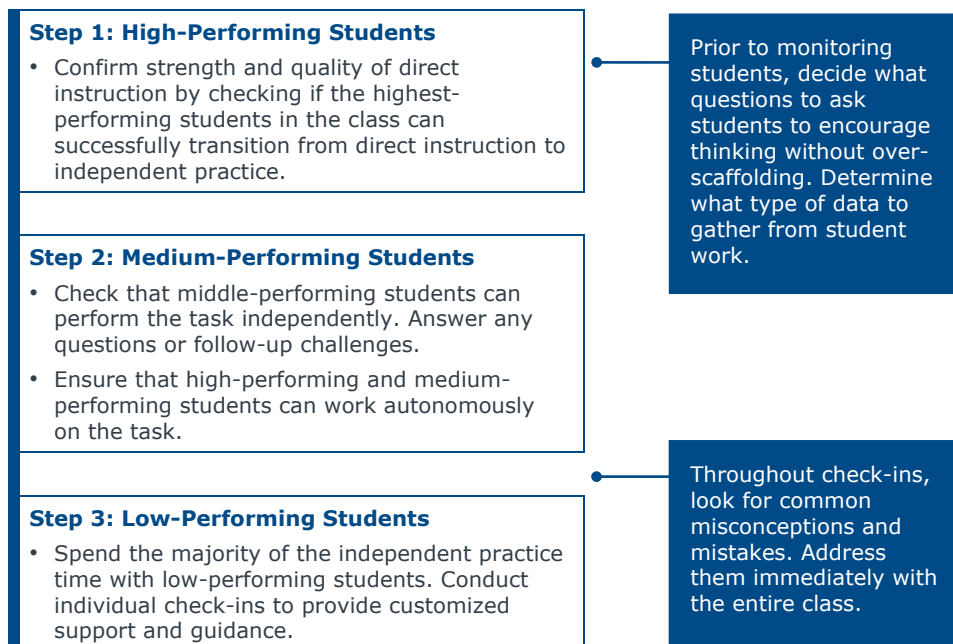 Step 1: High-Performing Students
• Confirm strength and quality of direct
instruction by checking if the highest-
performing students in the class can
successfully transition from direct instruction to
independent practice.
Prior to monitoring
students, decide what
questions to ask
students to encourage
thinking without over-
scaffolding. Determine
what type of data to
gather from student
work.
Step 2: Medium-Performing Students
• Check that middle-performing students can
perform the task independently. Answer any
questions or follow-up challenges.
• Ensure that high-performing and medium-
performing students can work autonomously
on the task.
Step 3: Low-Performing Students
• Spend the majority of the independent practice
time with low-performing students. Conduct
individual check-ins to provide customized
support and guidance.
Throughout check-ins,
look for common
misconceptions and
mistakes. Address
them immediately with
the entire class.